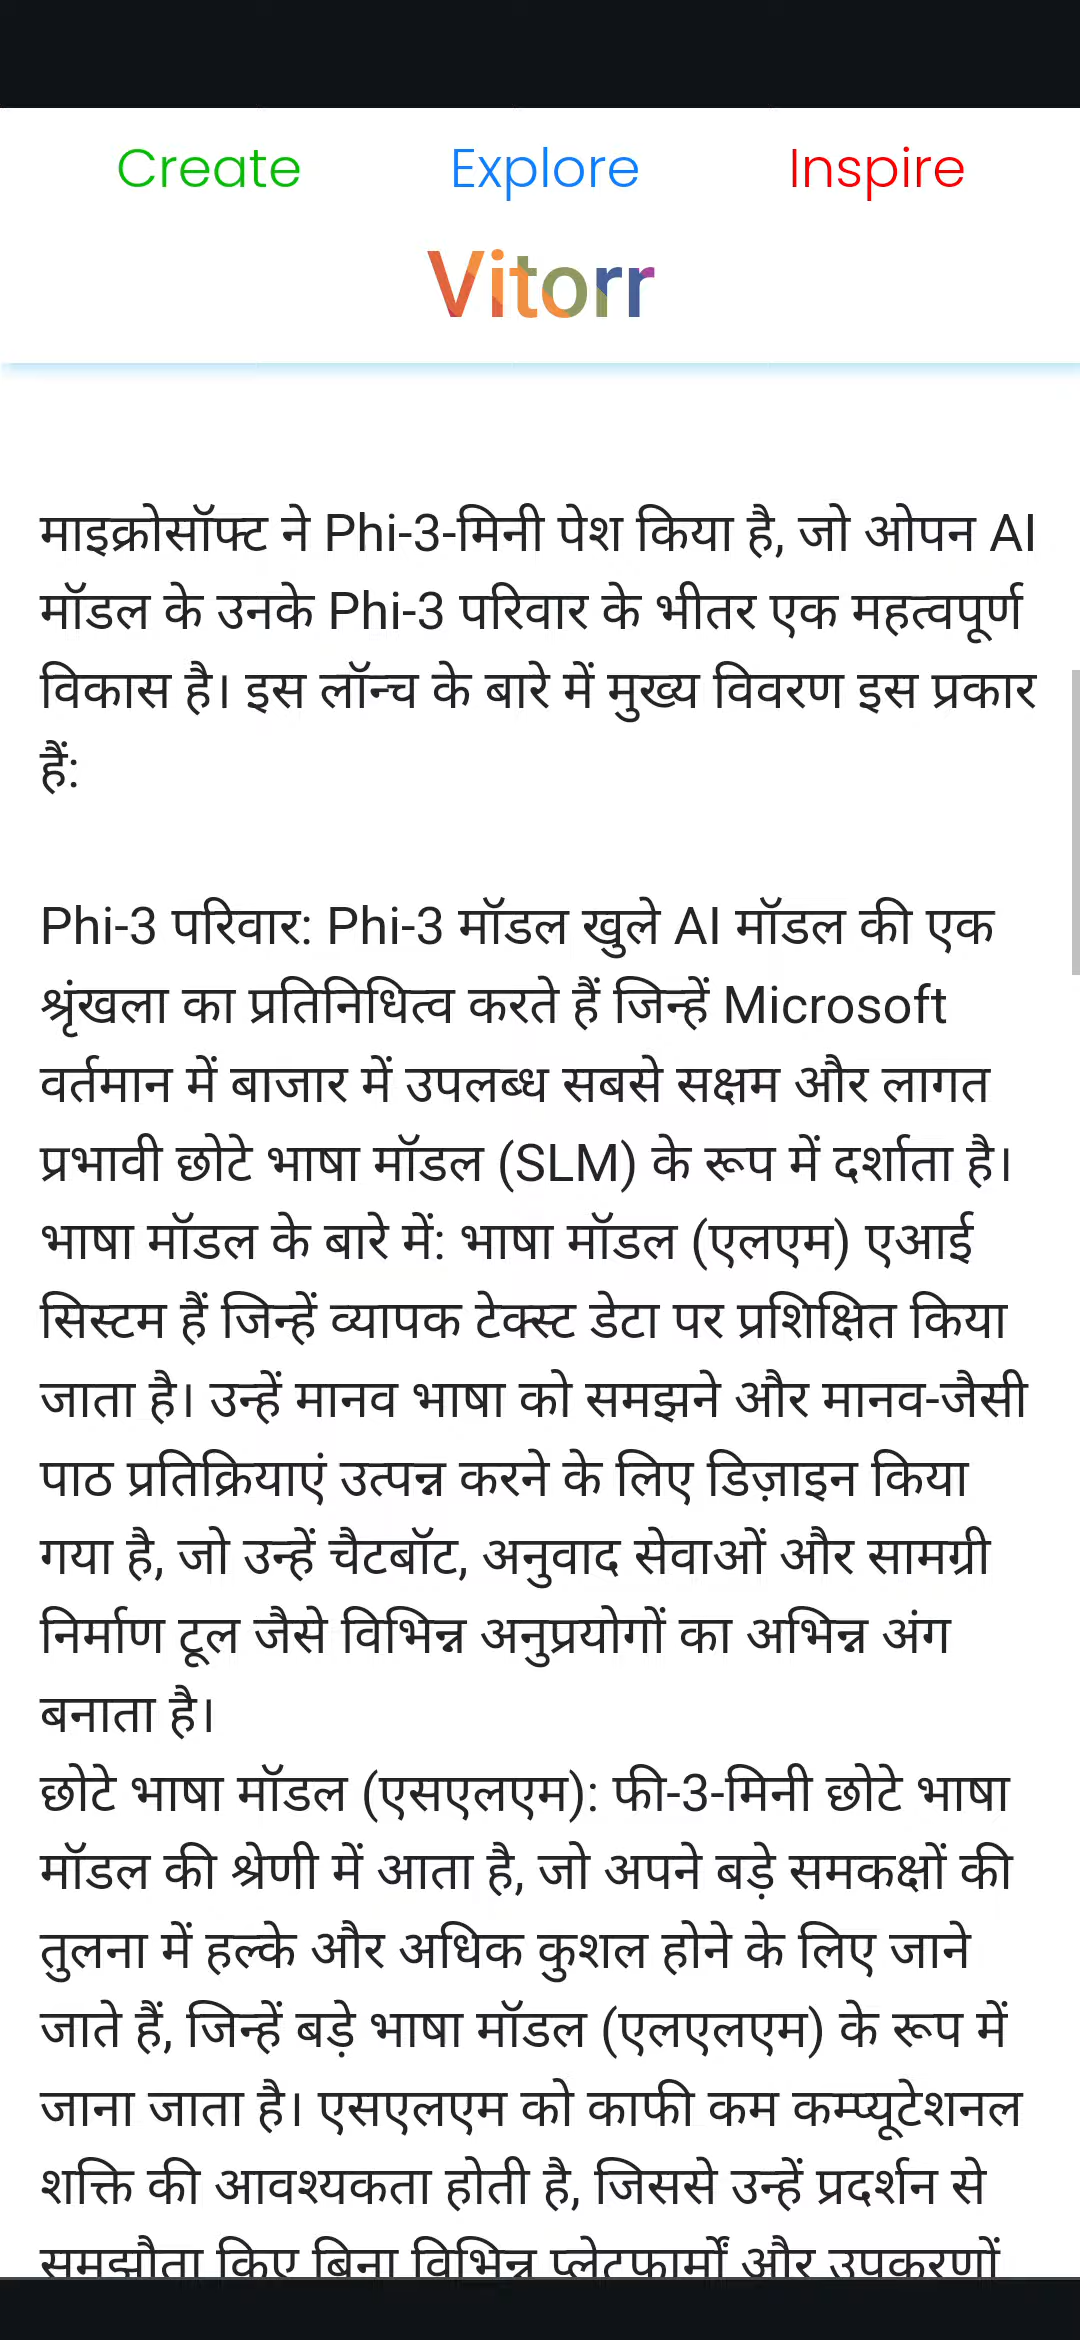 Create Explore Inspire
Vitorr
माइक्रोसॉफ्ट ने Phi-3-मिनी पेश किया है, जो ओपन AI
मॉडल के उनके Phi-3 परिवार के भीतर एक महत्वपूर्ण
विकास है। इस लॉन्च के बारे में मुख्य विवरण इस प्रकार
हैं:
Phi-3 परिवार: Phi-3 मॉडल खुले AI मॉडल की एक
श्रृंखला का प्रतिनिधित्व करते हैं जिन्हें Microsoft
वर्तमान में बाजार में उपलब्ध सबसे सक्षम और लागत
प्रभावी छोटे भाषा मॉडल (SLM) के रूप में दर्शाता है।
भाषा मॉडल के बारे में: भाषा मॉडल (एलएम) एआई
सिस्टम हैं जिन्हें व्यापक टेक्स्ट डेटा पर प्रशिक्षित किया
जाता है। उन्हें मानव भाषा को समझने और मानव-जैसी
पाठ प्रतिक्रियाएं उत्पन्न करने के लिए डिज़ाइन किया
गया है, जो उन्हें चैटबॉट, अनुवाद सेवाओं और सामग्री
निर्माण टूल जैसे विभिन्न अनुप्रयोगों का अभिन्न अंग
बनाता है।
छोटे भाषा मॉडल (एसएलएम): फी-3-मिनी छोटे भाषा
मॉडल की श्रेणी में आता है, जो अपने बड़े समकक्षों की
तुलना में हल्के और अधिक कुशल होने के लिए जाने
जाते हैं, जिन्हें बड़े भाषा मॉडल (एलएलएम) के रूप में
जाना जाता है। एसएलएम को काफी कम कम्प्यूटेशनल
शक्ति की आवश्यकता होती है, जिससे उन्हें प्रदर्शन से
समझौता किए बिना विभिन्न प्लेटफार्मों और उपकरणों